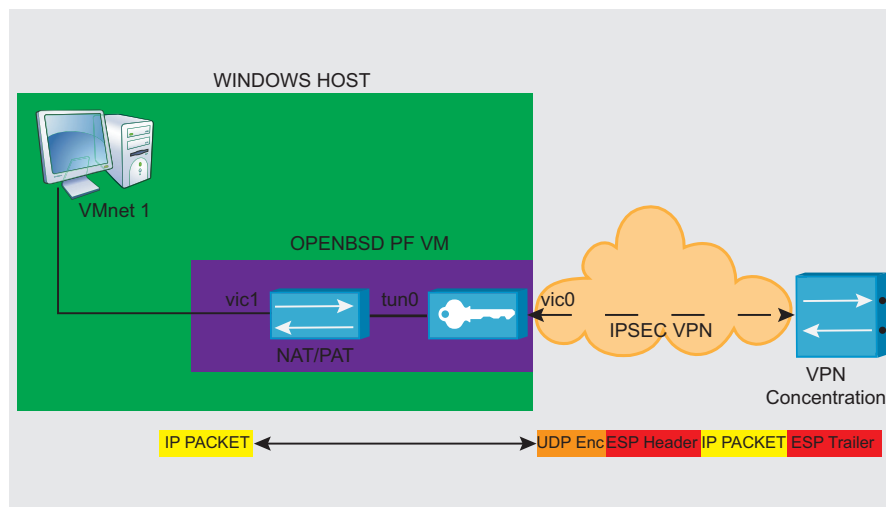 WINDOWS HOST
VMnet 1
OPENBSD PF VM
vic1
tun0
vic0
NAT/PAT
IPSEC VPN
VPN
Concentration
IP PACKET
UDP Enc
ESP Header
IP PACKET
ESP Trailer